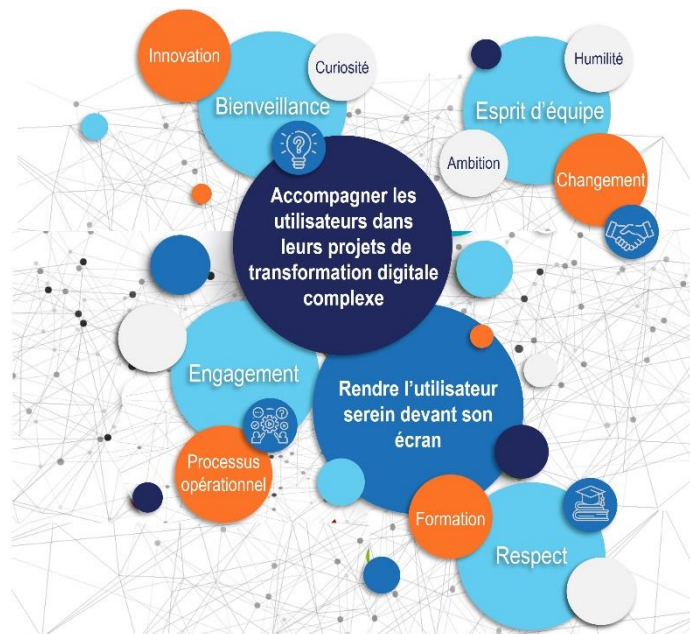 Innovation
Curiosité
Bienveillance
Humilité
Esprit d'équipe
Ambition
Changement
Accompagner les
utilisateurs dans
leurs projets de
transformation digitale
complexe
Engagement
Rendre l'utilisateur
serein devant son
écran
Processus
opérationnel
Formation
Respect